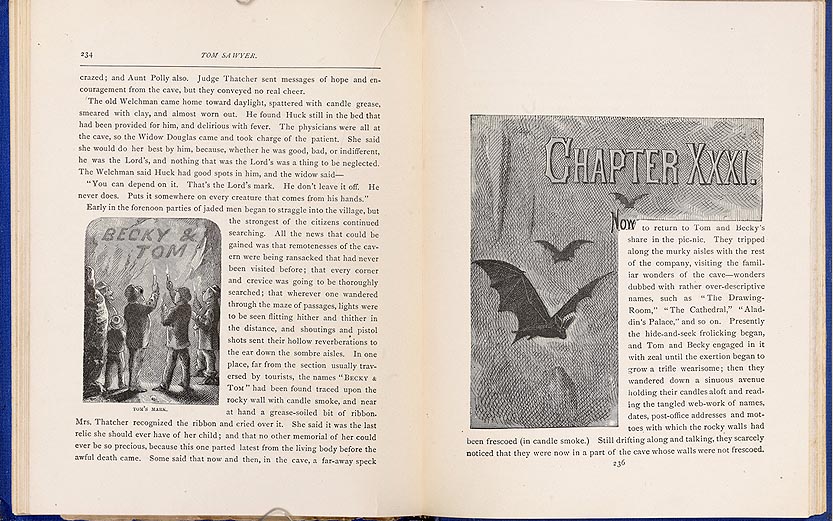 234
TOM SAWYER.
crazed; and Aunt Polly also. Judge Thatcher sent messages of hope and en-
couragement from the cave, but they conveyed no real cheer.
The old Welchman came home toward daylight, spattered with candle grease,
smeared with clay, and almost worn out. He found Huck still in the bed that
had been provided for him, and delirious with fever. The physicians were all at
the cave, so the Widow Douglas came and took charge of the patient. She said
she would do her best by him, because, whether he was good, bad, or indifferent,
he was the Lord's, and nothing that was the Lord's was a thing to be neglected.
The Welchman said Huck had good spots in him, and the widow said—
"You can depend on it. That's the Lord's mark. He don't leave it off. He
never does. Puts it somewhere on every creature that comes from his hands."
Early in the forenoon parties of jaded men began to straggle into the village, but
the strongest of the citizens continued
searching. All the news that could be
gained was that remotenesses of the cav-
ern were being ransacked that had never
been visited before; that every corner
and crevice was going to be thoroughly
searched; that wherever one wandered
through the maze of passages, lights were
to be seen flitting hither and thither in
the distance, and shoutings and pistol
shots sent their hollow reverberations to
the ear down the sombre aisles. In one
place, far from the section usually trav-
ersed by tourists, the names "BECKY &
TOM" had been found traced upon the
rocky wall with candle smoke, and near
at hand a grease-soiled bit of ribbon.
BECKY &
TOM
TOM'S MARK.
Mrs. Thatcher recognized the ribbon and cried over it. She said it was the last
relic she should ever have of her child; and that no other memorial of her could
ever be so precious, because this one parted latest from the living body before the
awful death came. Some said that now and then, in the cave, a far-away speck
CHAPTER XXXI.
NOW to return to Tom and Becky's
share in the pic-nic. They tripped
along the murky aisles with the rest
of the company, visiting the famil-
iar wonders of the cave—wonders
dubbed with rather over-descriptive
names, such as "The Drawing-
Room," "The Cathedral," "Alad-
din's Palace," and so on. Presently
the hide-and-seek frolicking began,
and Tom and Becky engaged in it
with zeal until the exertion began to
grow a trifle wearisome; then they
wandered down a sinuous avenue
holding their candles aloft and read-
ing the tangled web-work of names,
dates, post-office addresses and mot-
toes with which the rocky walls had
been frescoed (in candle smoke.) Still drifting along and talking, they scarcely
noticed that they were now in a part of the cave whose walls were not frescoed.
236